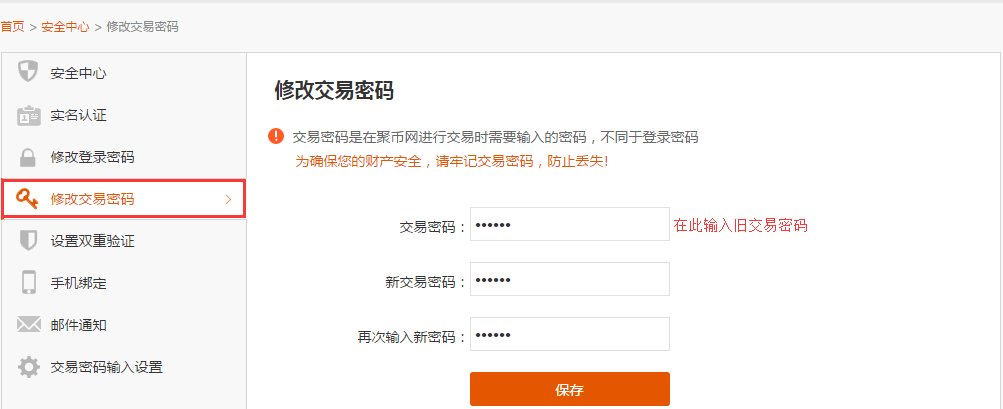 首页 > 安全中心 > 修改交易密码
安全中心
实名认证
修改登录密码
修改交易密码
设置双重验证
手机绑定
邮件通知
交易密码输入设置
修改交易密码
交易密码是在聚币网进行交易时需要输入的密码，不同于登录密码
为确保您的财产安全，请牢记交易密码，防止丢失!
交易密码： •••••• 在此输入旧交易密码
新交易密码： ••••••
再次输入新密码： ••••••
保存